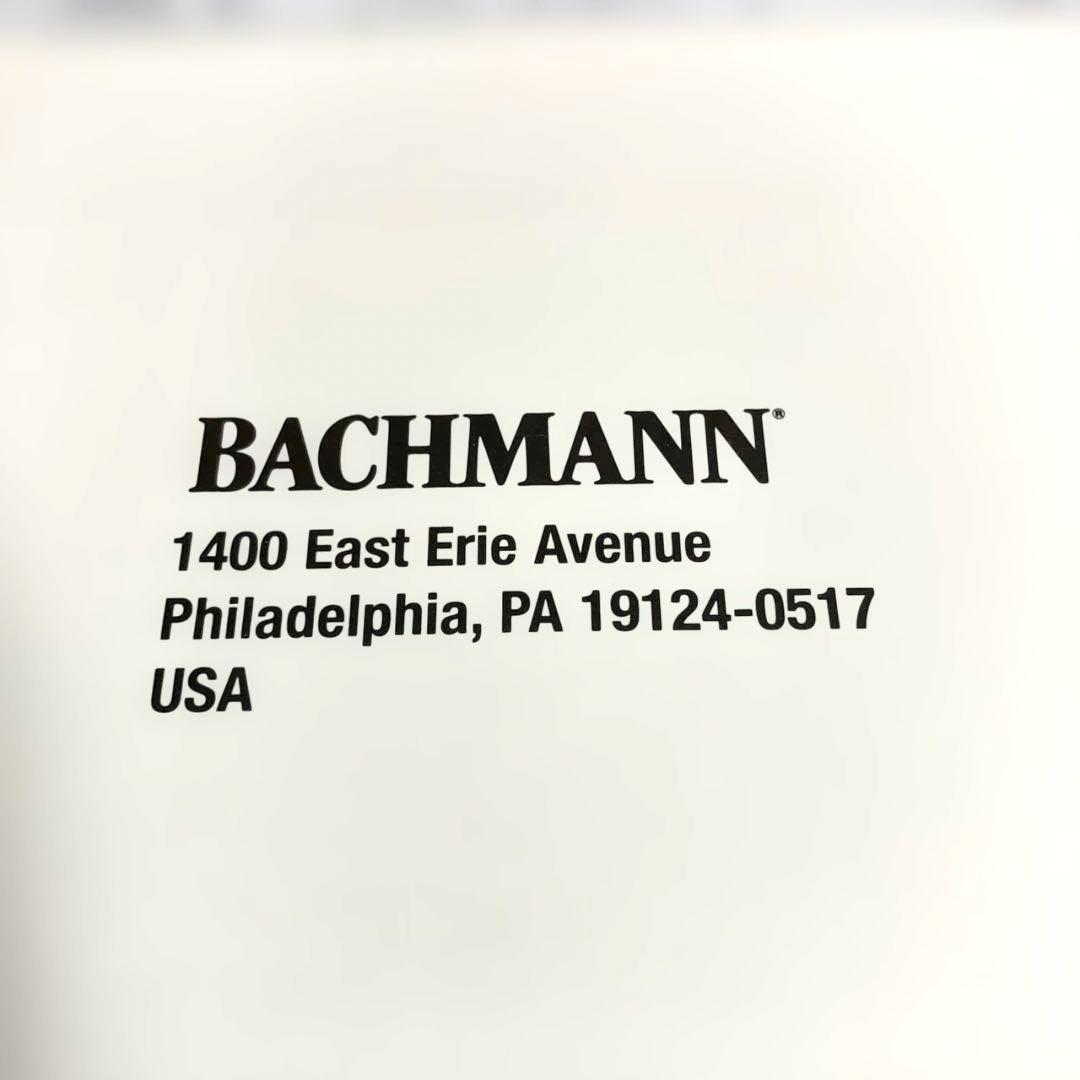 BACHMANN®
1400 East Erie Avenue
Philadelphia, PA 19124-0517
USA